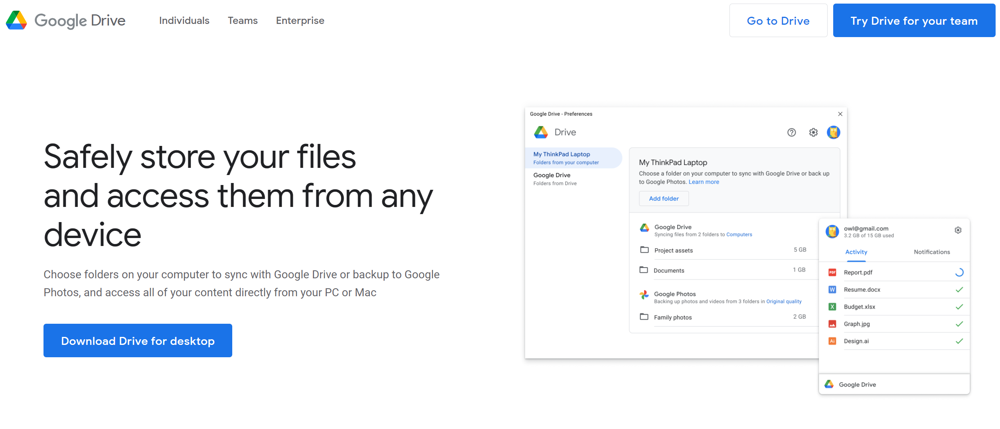 Google Drive
Individuals
Teams
Enterprise
Go to Drive
Try Drive for your team
Safely store your files
and access them from any
device
Choose folders on your computer to sync with Google Drive or backup to Google
Photos, and access all of your content directly from your PC or Mac
Download Drive for desktop
Google Drive - Preferences
Drive
My ThinkPad Laptop
Folders from your computer
Google Drive
Folders from Drive
My ThinkPad Laptop
Choose a folder on your computer to sync with Google Drive or back up
to Google Photos. Learn more
Add folder
Google Drive
Syncing files from 2 folders to Computers
Project assets 5 GB
Documents 1 GB
Google Photos
Backing up photos and videos from 3 folders in Original quality
Family photos 2 GB
owl@gmail.com
3.2 GB of 15 GB used
Activity
Notifications
PDF Report.pdf
W Resume.docx
X Budget.xlsx
Graph.jpg
Ai Design.ai
Google Drive